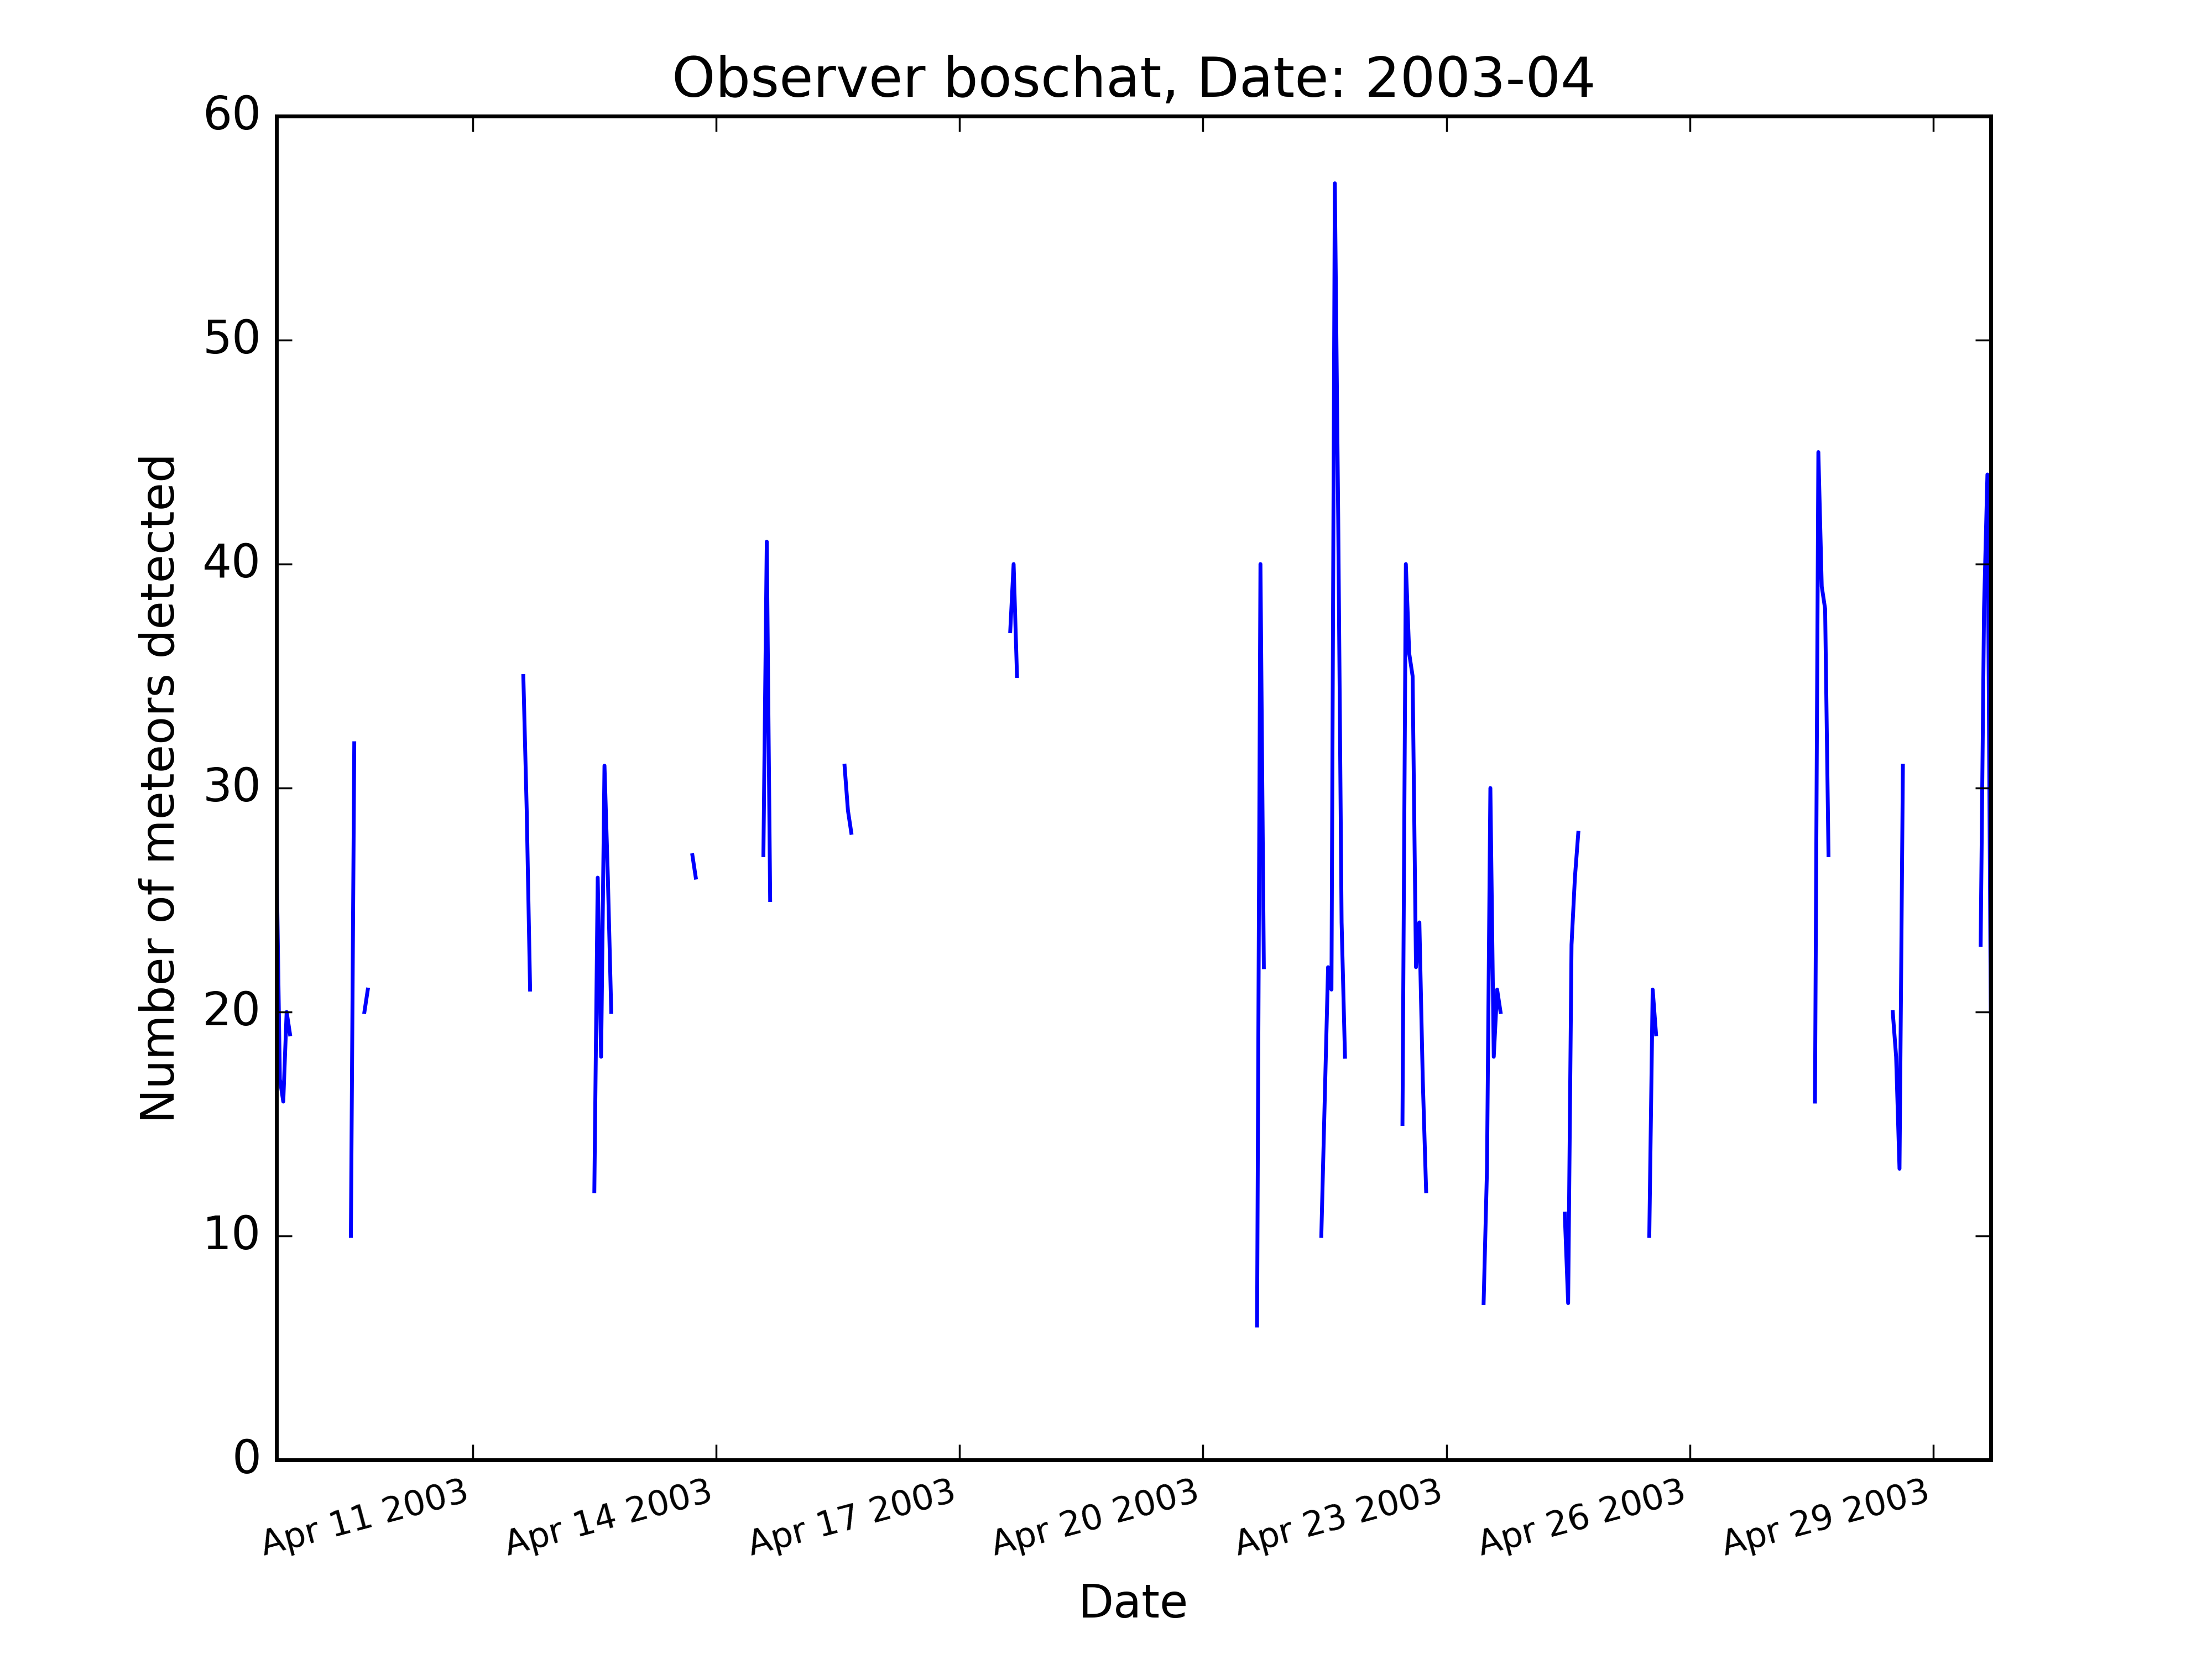 Observer boschat, Date: 2003-04
60
50
40
30
20
10
0
Number of meteors detected
Apr 11 2003
Apr 14 2003
Apr 17 2003
Apr 20 2003
Apr 23 2003
Apr 26 2003
Apr 29 2003
Date